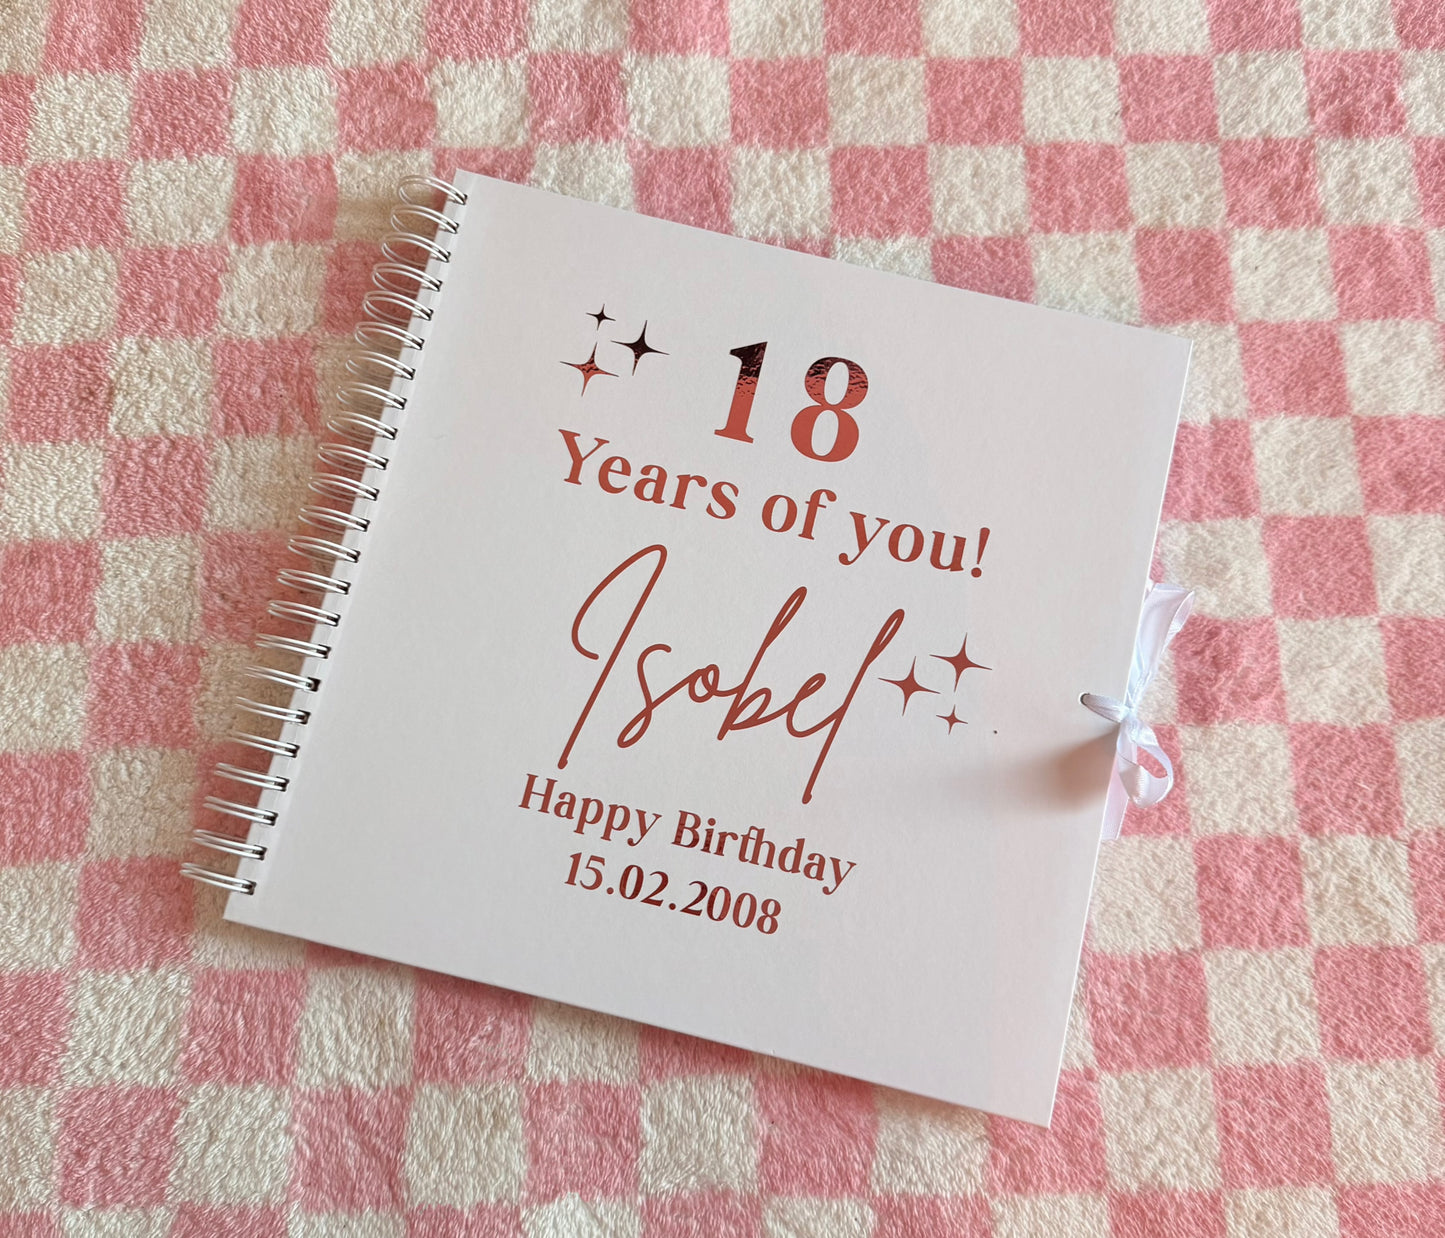 18
Years of you!
Isobel
Happy Birthday
15.02.2008